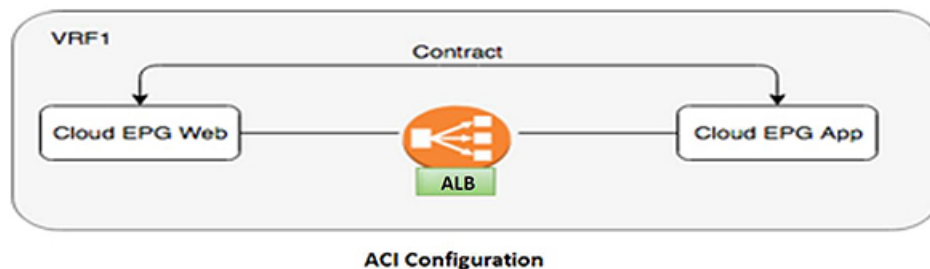 VRF1
Contract
Cloud EPG Web
Cloud EPG App
ALB
ACI Configuration